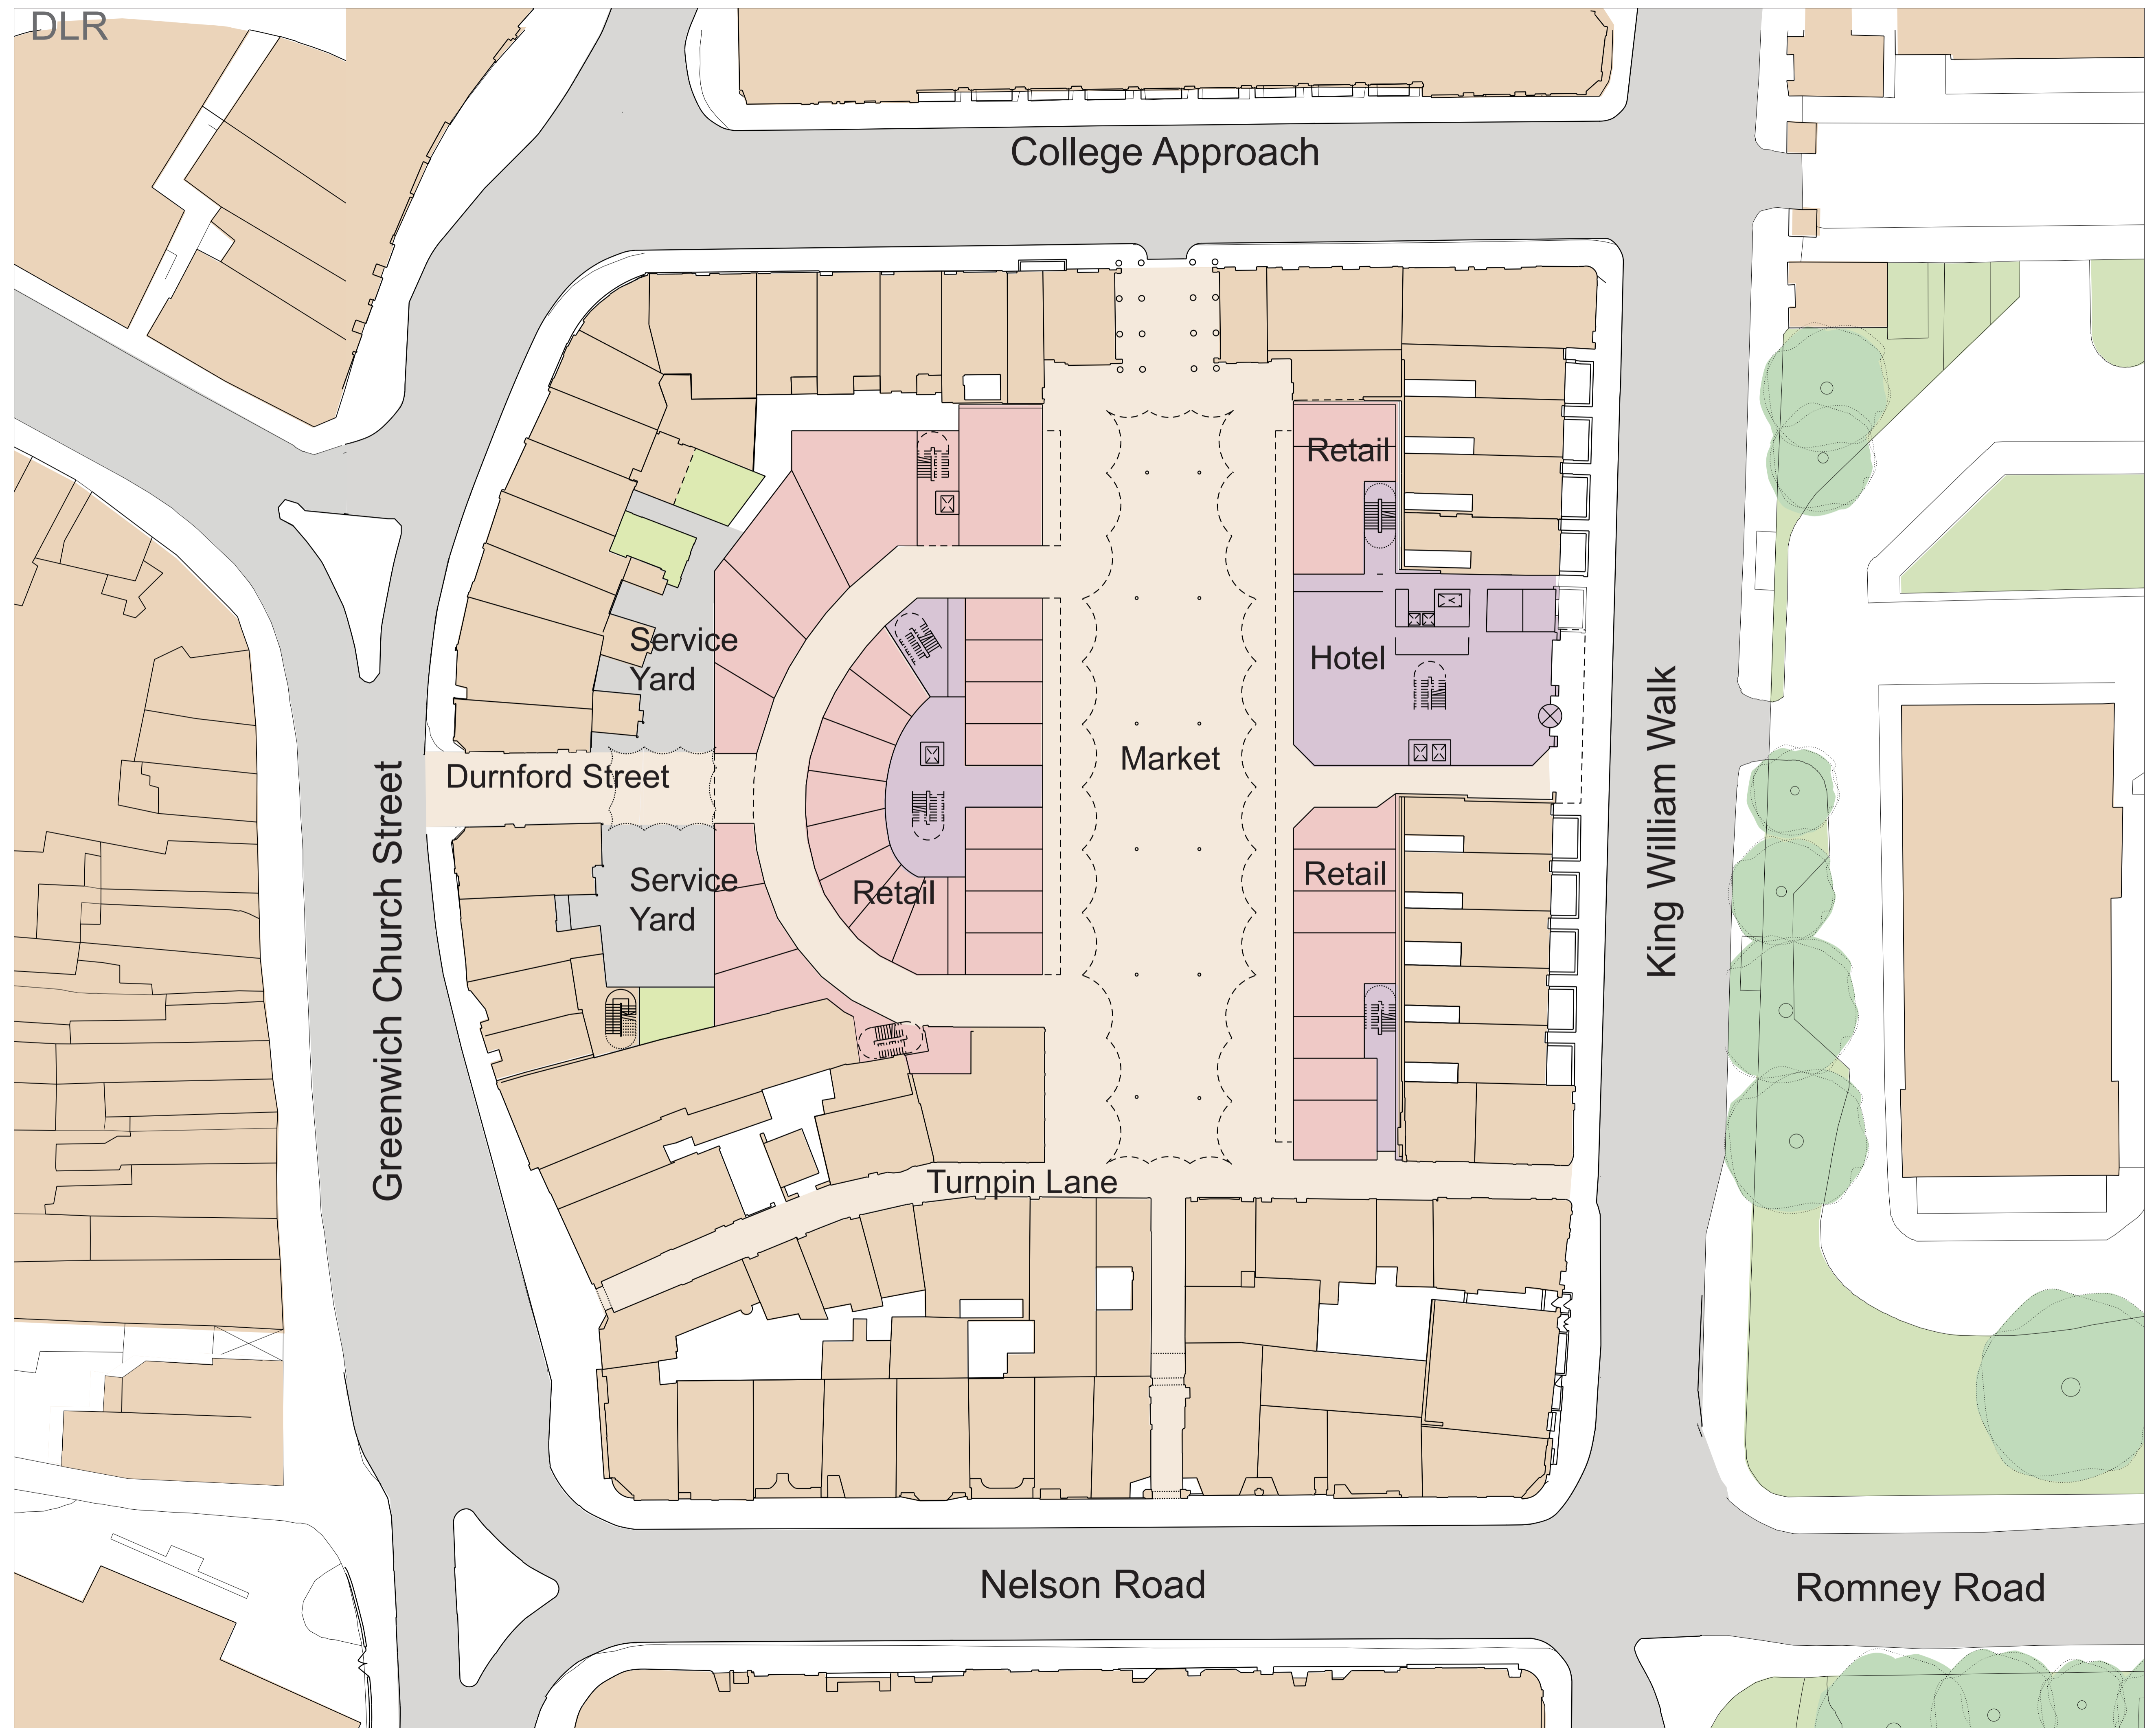 DLR
College Approach
Retail
Service
Yard
Hotel
Market
Durnford Street
Greenwich Church Street
King William Walk
Service
Yard
Retail
Retail
Turnpin Lane
Nelson Road
Romney Road